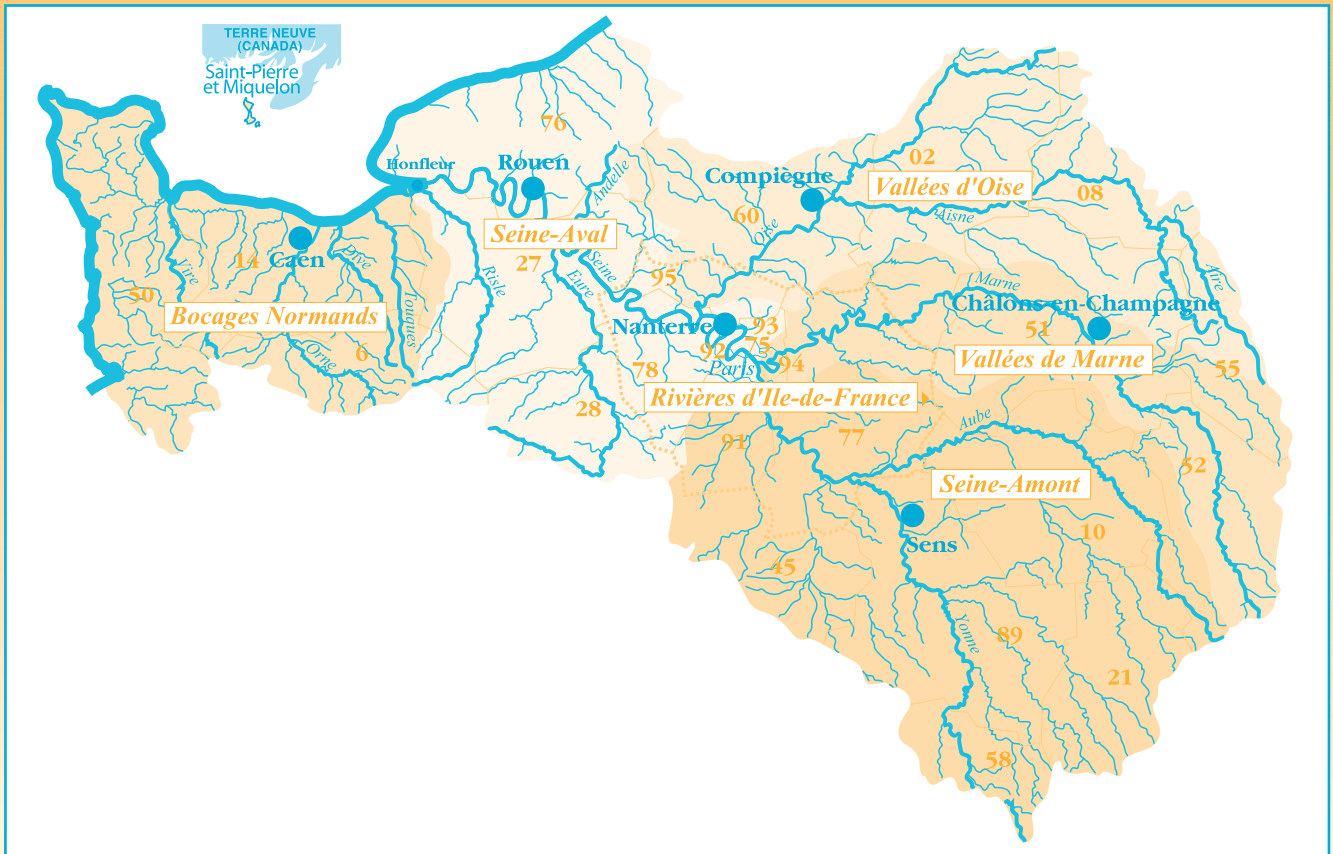 TERRE NEUVE
(CANADA)
Saint-Pierre
et Miquelon
76
Honfleur
Rouen
Andelle
Compiègne
02
Vallées d'Oise
08
60
Oise
Aisne
Seine-Aval
27
Seine
Eure
Risle
95
Aire
14
Caen
Dive
Vire
50
Touques
Bocages Normands
Orne
6
Marne
Châlons-en-Champagne
51
Nanterre
93
92
75
Paris
94
Vallées de Marne
55
78
Rivières d'Ile-de-France
28
91
77
Aube
52
Seine-Amont
Sens
10
45
Yonne
89
21
58